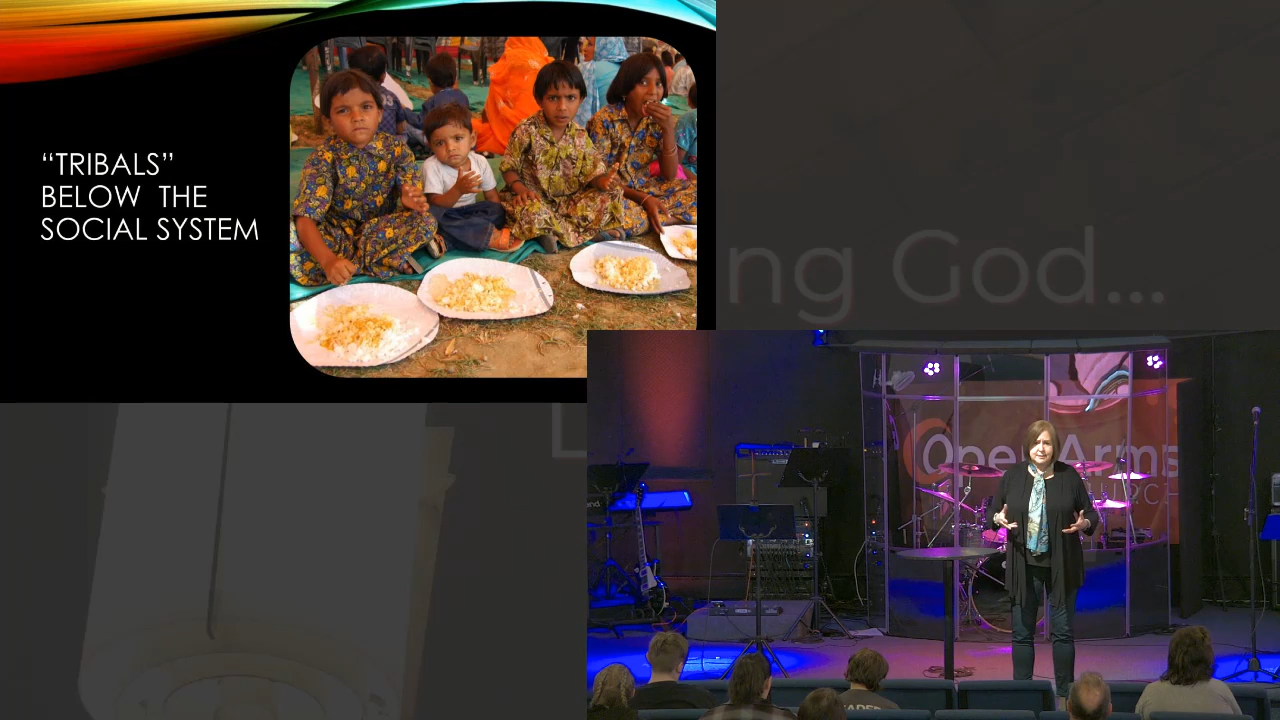 “TRIBALS”
BELOW THE
SOCIAL SYSTEM
ng God...
Open Arms